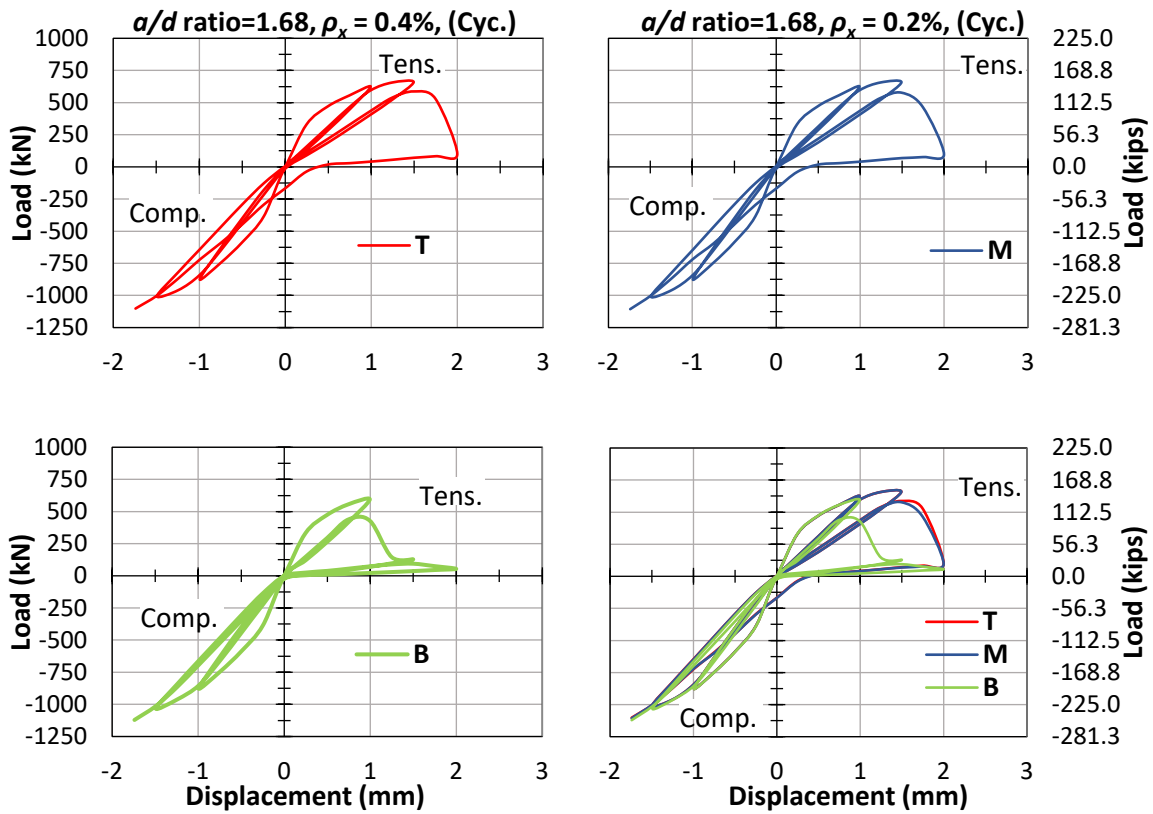 a/d ratio=1.68, ρx = 0.4%, (Cyc.)
a/d ratio=1.68, ρx = 0.2%, (Cyc.)
Load (kN)
1000
750
500
250
0
-250
-500
-750
-1000
-1250
Tens.
Comp.
T
-2 -1 0 1 2 3
Tens.
Comp.
M
-2 -1 0 1 2 3
225.0
168.8
112.5
56.3
0.0
-56.3
-112.5
-168.8
-225.0
-281.3
Load (kips)
Load (kN)
1000
750
500
250
0
-250
-500
-750
-1000
-1250
Tens.
Comp.
B
-2 -1 0 1 2 3
Displacement (mm)
Tens.
T
M
B
Comp.
-2 -1 0 1 2 3
Displacement (mm)
225.0
168.8
112.5
56.3
0.0
-56.3
-112.5
-168.8
-225.0
-281.3
Load (kips)